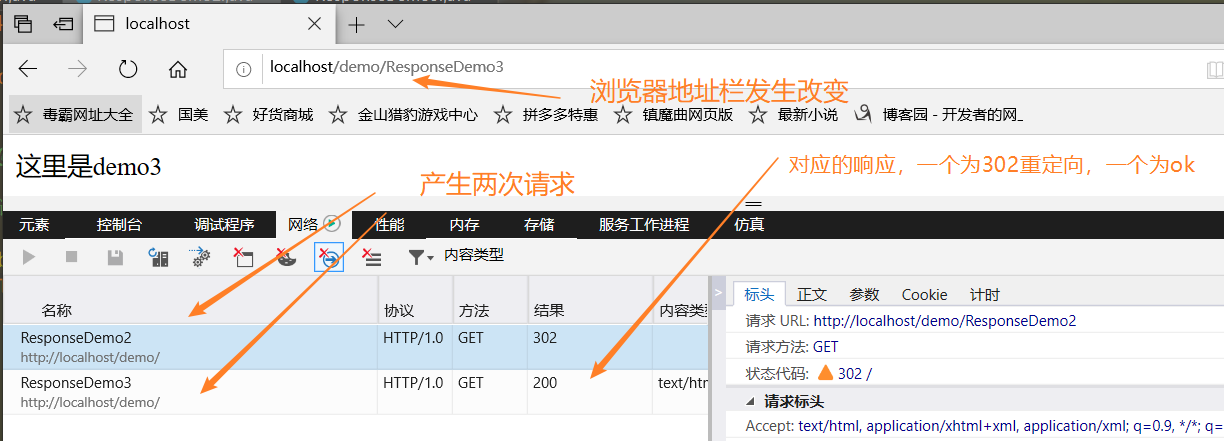 localhost
localhost/demo/ResponseDemo3
浏览器地址栏发生改变
毒霸网址大全 国美 好货商城 金山猎豹游戏中心 拼多多特惠 镇魔曲网页版 最新小说 博客园 - 开发者的网_
这里是demo3
产生两次请求
对应的响应，一个为302重定向，一个为ok
元素 控制台 调试程序 网络 性能 内存 存储 服务工作进程 仿真
内容类型
名称 协议 方法 结果 内容类型
ResponseDemo2 HTTP/1.0 GET 302
http://localhost/demo/
ResponseDemo3 HTTP/1.0 GET 200 text/htm
http://localhost/demo/
标头 正文 参数 Cookie 计时
请求 URL: http://localhost/demo/ResponseDemo2
请求方法: GET
状态代码: 302 /
请求标头
Accept: text/html, application/xhtml+xml, application/xml; q=0.9, */*; q=